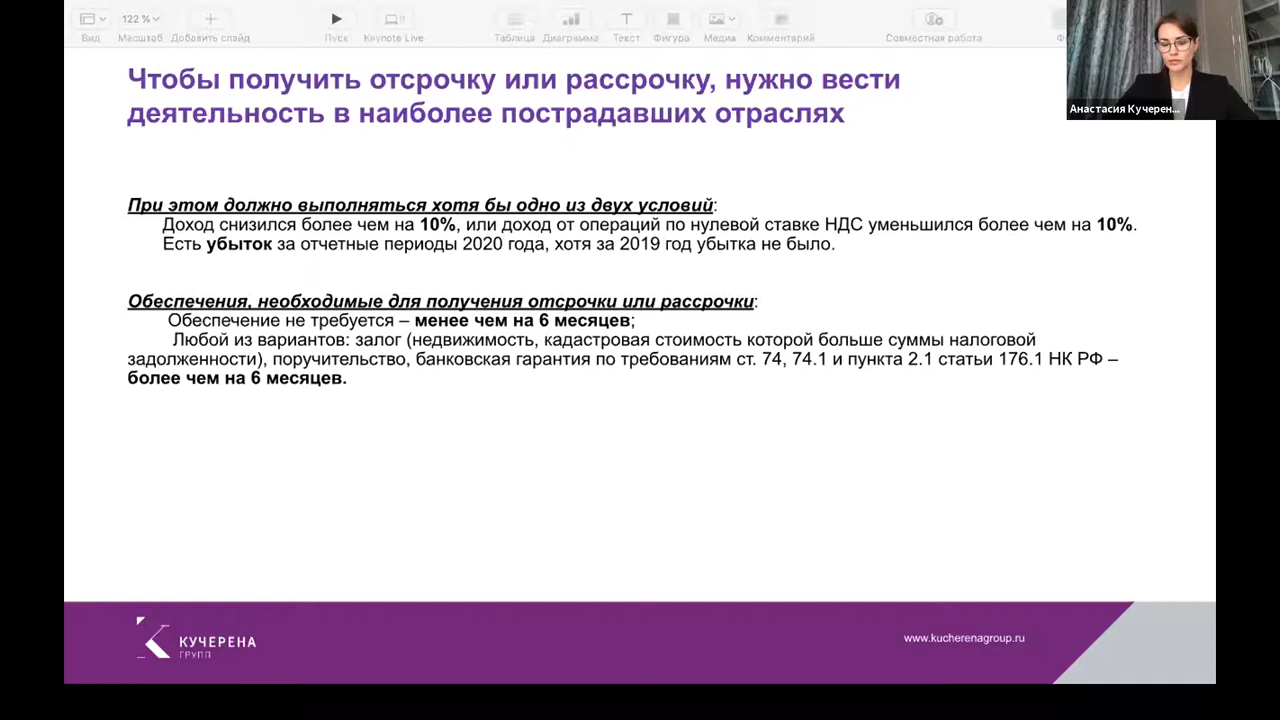 122 %
Вид
Масштаб
Добавить слайд
Пуск
Keynote Live
Таблица
Диаграмма
Текст
Фигура
Медиа
Комментарий
Совместная работа
Анастасия Кучерен...
Чтобы получить отсрочку или рассрочку, нужно вести
деятельность в наиболее пострадавших отраслях
При этом должно выполняться хотя бы одно из двух условий:
Доход снизился более чем на 10%, или доход от операций по нулевой ставке НДС уменьшился более чем на 10%.
Есть убыток за отчетные периоды 2020 года, хотя за 2019 год убытка не было.
Обеспечения, необходимые для получения отсрочки или рассрочки:
Обеспечение не требуется – менее чем на 6 месяцев;
Любой из вариантов: залог (недвижимость, кадастровая стоимость которой больше суммы налоговой
задолженности), поручительство, банковская гарантия по требованиям ст. 74, 74.1 и пункта 2.1 статьи 176.1 НК РФ –
более чем на 6 месяцев.
КУЧЕРЕНА
ГРУПП
www.kucherenagroup.ru